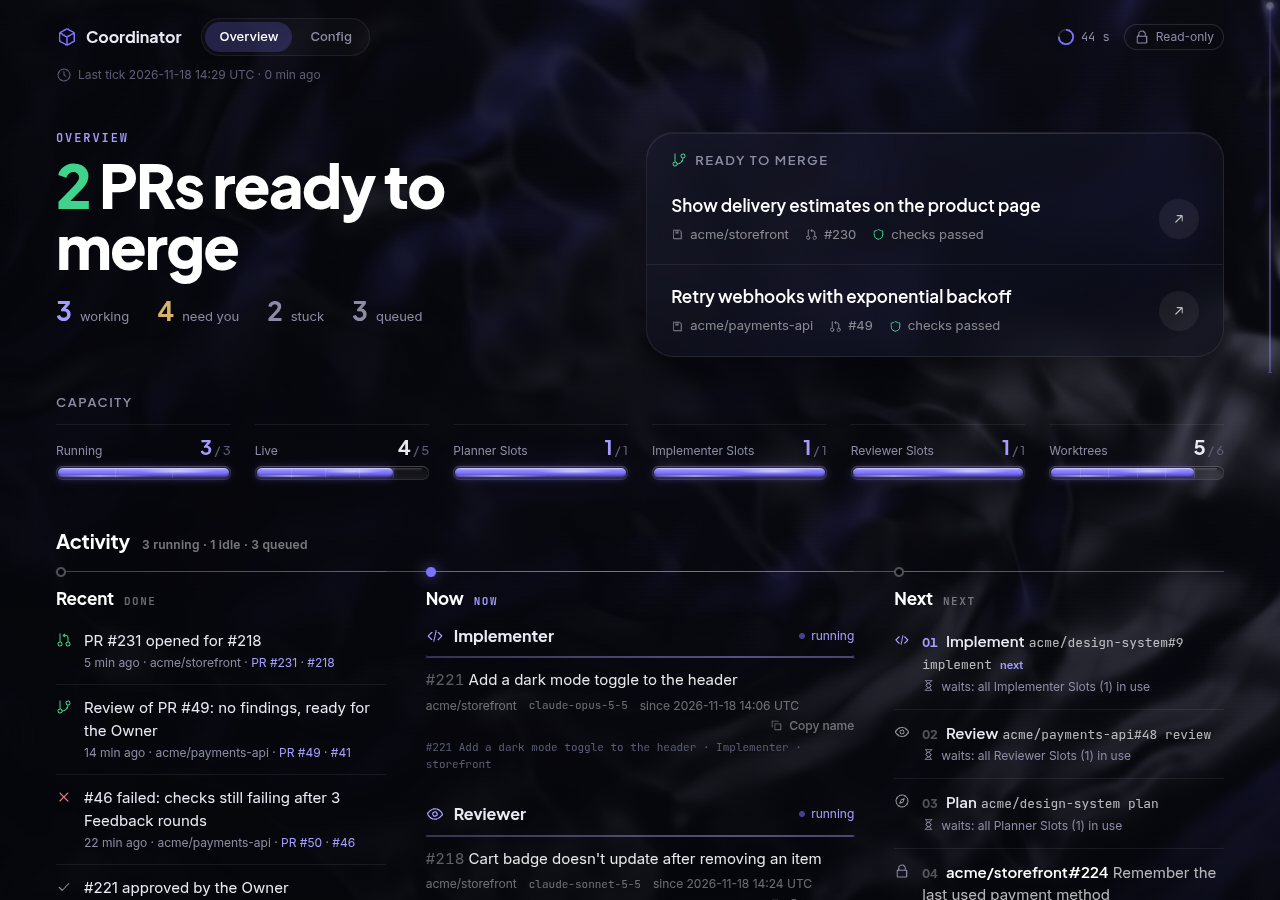 Coordinator
Overview
Config
44 s
Read-only
Last tick 2026-11-18 14:29 UTC · 0 min ago
OVERVIEW
2 PRs ready to
merge
3 working
4 need you
2 stuck
3 queued
READY TO MERGE
Show delivery estimates on the product page
acme/storefront #230 checks passed
Retry webhooks with exponential backoff
acme/payments-api #49 checks passed
CAPACITY
Running 3 / 3
Live 4 / 5
Planner Slots 1 / 1
Implementer Slots 1 / 1
Reviewer Slots 1 / 1
Worktrees 5 / 6
Activity 3 running · 1 idle · 3 queued
Recent DONE
PR #231 opened for #218
5 min ago · acme/storefront · PR #231 · #218
Review of PR #49: no findings, ready for
the Owner
14 min ago · acme/payments-api · PR #49 · #41
#46 failed: checks still failing after 3
Feedback rounds
22 min ago · acme/payments-api · PR #50 · #46
#221 approved by the Owner
Now NOW
Implementer running
#221 Add a dark mode toggle to the header
acme/storefront claude-opus-5-5 since 2026-11-18 14:06 UTC
Copy name
#221 Add a dark mode toggle to the header · Implementer ·
storefront
Reviewer running
#218 Cart badge doesn't update after removing an item
acme/storefront claude-sonnet-5-5 since 2026-11-18 14:24 UTC
Next NEXT
01 Implement acme/design-system#9
implement next
waits: all Implementer Slots (1) in use
02 Review acme/payments-api#48 review
waits: all Reviewer Slots (1) in use
03 Plan acme/design-system plan
waits: all Planner Slots (1) in use
04 acme/storefront#224 Remember the
last used payment method